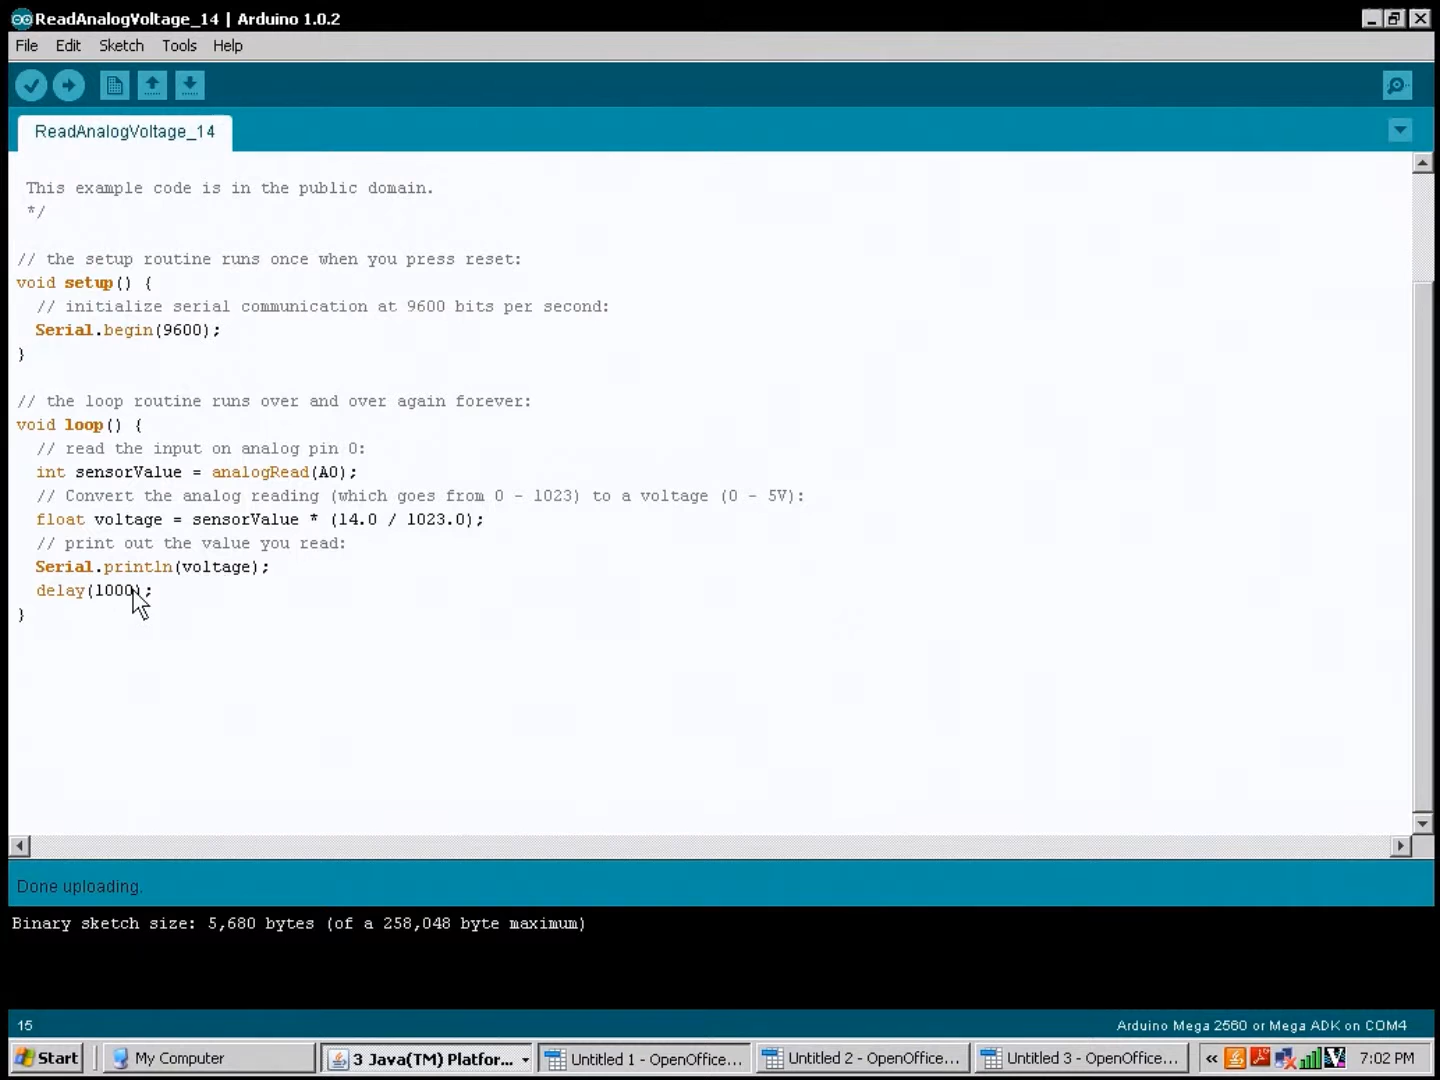 ReadAnalogVoltage_14 | Arduino 1.0.2
File Edit Sketch Tools Help
ReadAnalogVoltage_14
This example code is in the public domain.
*/
// the setup routine runs once when you press reset:
void setup() {
// initialize serial communication at 9600 bits per second:
Serial.begin(9600);
}
// the loop routine runs over and over again forever:
void loop() {
// read the input on analog pin 0:
int sensorValue = analogRead(A0);
// Convert the analog reading (which goes from 0 - 1023) to a voltage (0 - 5V):
float voltage = sensorValue * (14.0 / 1023.0);
// print out the value you read:
Serial.println(voltage);
delay(1000);
}
Done uploading.
Binary sketch size: 5,680 bytes (of a 258,048 byte maximum)
15 Arduino Mega 2560 or Mega ADK on COM4
Start My Computer 3 Java(TM) Platfor... Untitled 1 - OpenOffice... Untitled 2 - OpenOffice... Untitled 3 - OpenOffice... « 7:02 PM